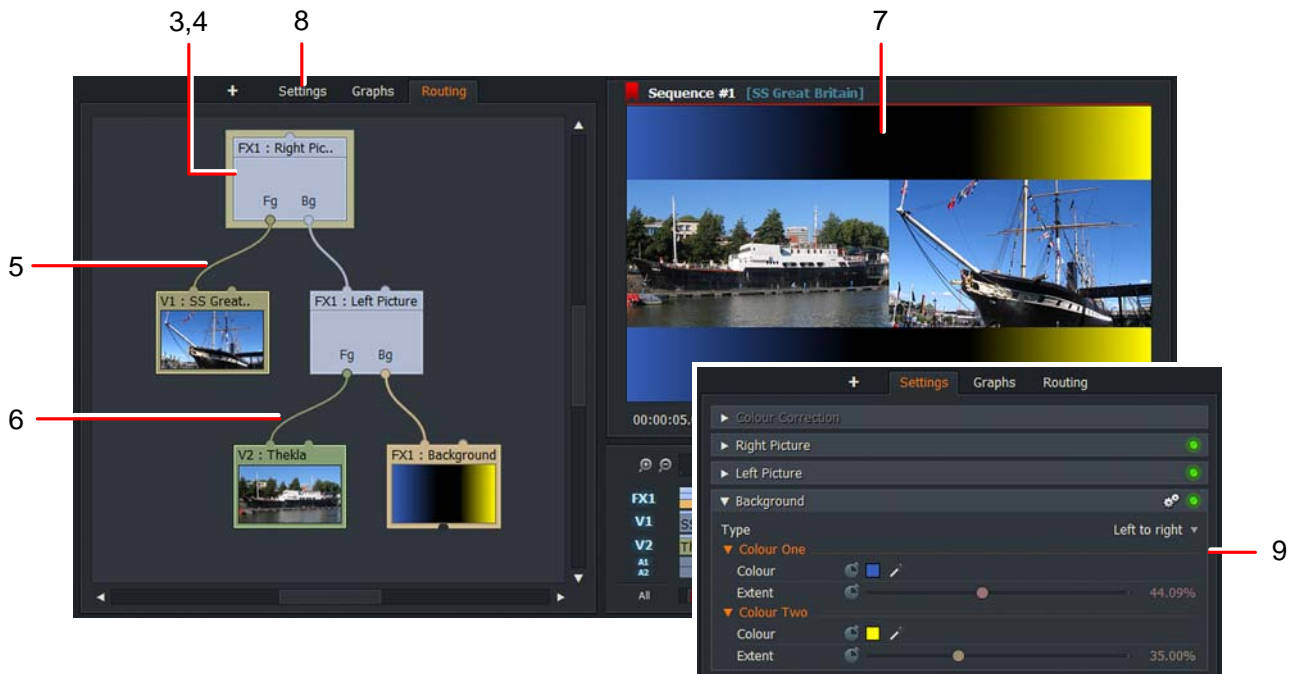 3,4
8
7
+ Settings Graphs Routing
Sequence #1 [SS Great Britain]
FX1 : Right Pic..
Fg Bg
5
V1 : SS Great..
FX1 : Left Picture
Fg Bg
6
V2 : Thekla
FX1 : Background
00:00:05.
FX1
V1
V2
A1
A2
All
+ Settings Graphs Routing
Colour Correction
Right Picture
Left Picture
Background
Type Left to right
9
Colour One
Colour
Extent 44.09%
Colour Two
Colour
Extent 35.00%